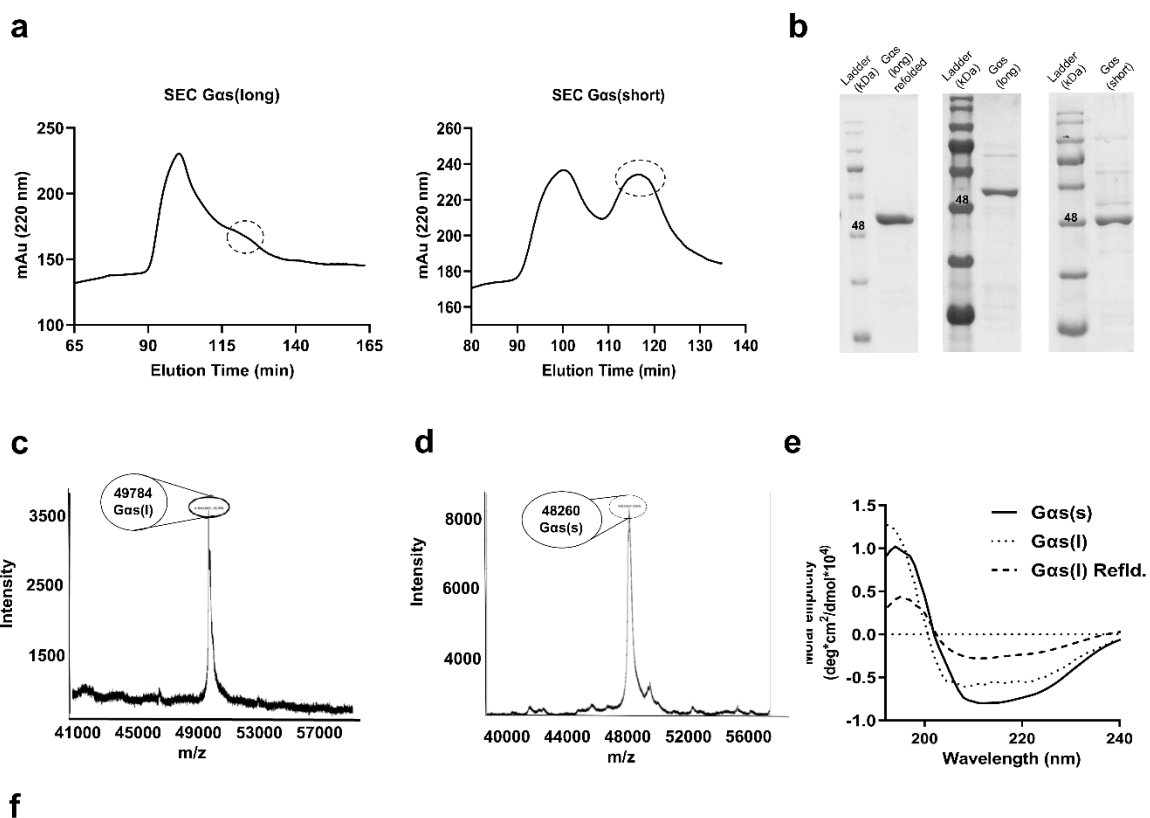 a
SEC Gαs(long)
250
200
150
100
mAu (220 nm)
65
90
115
140
165
Elution Time (min)
SEC Gαs(short)
260
240
220
200
180
160
mAu (220 nm)
80
90
100
110
120
130
140
Elution Time (min)
b
Ladder
(kDa)
Gαs
(long)
refolded
48
Ladder
(kDa)
Gαs
(long)
48
Ladder
(kDa)
Gαs
(short)
48
c
49784
Gαs(l)
3500
2500
1500
Intensity
41000
45000
49000
53000
57000
m/z
d
48260
Gαs(s)
8000
6000
4000
Intensity
40000
44000
48000
52000
56000
m/z
e
1.5
1.0
0.5
0.0
-0.5
-1.0
Molar ellipticity
(deg*cm²/dmol*10⁴)
Gαs(s)
Gαs(l)
Gαs(l) Refld.
200
220
240
Wavelength (nm)
f